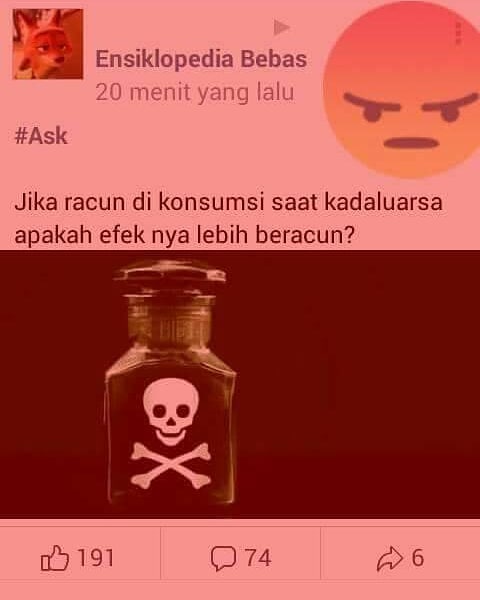 Ensiklopedia Bebas
20 menit yang lalu
#Ask
Jika racun di konsumsi saat kadaluarsa
apakah efek nya lebih beracun?
191
74
6